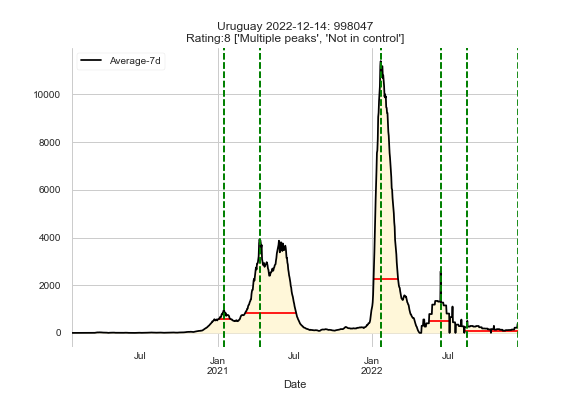 Uruguay 2022-12-14: 998047
Rating:8 ['Multiple peaks', 'Not in control']
Average-7d
10000
8000
6000
4000
2000
0
Jul
Jan
2021
Jul
Jan
2022
Jul
Date